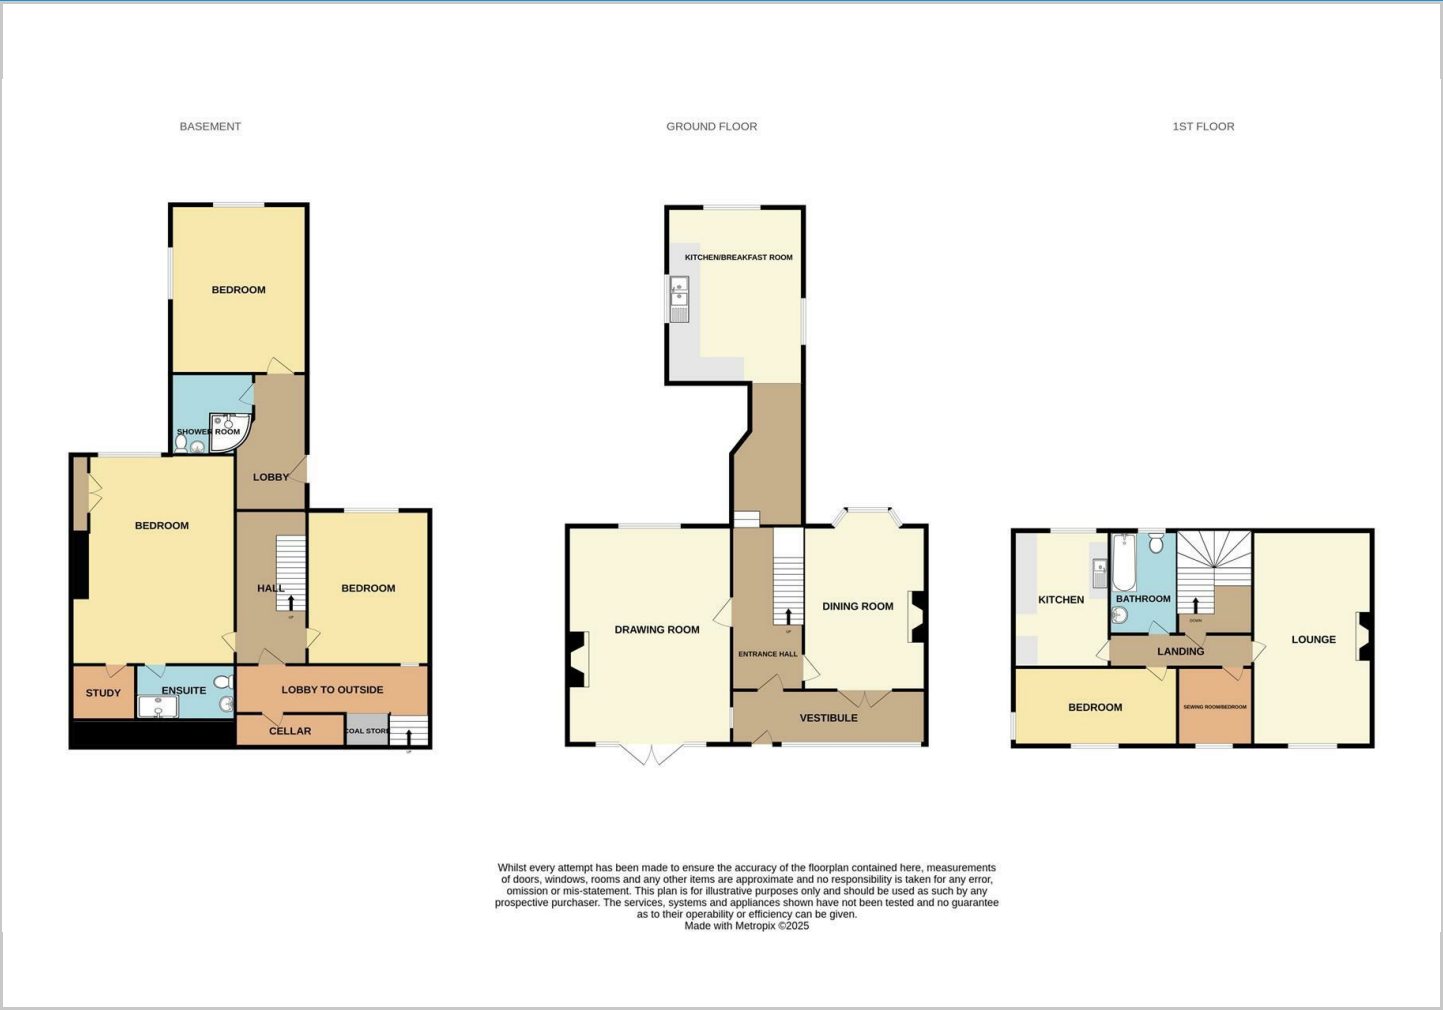 BASEMENT
GROUND FLOOR
1ST FLOOR
BEDROOM
SHOWER ROOM
LOBBY
BEDROOM
HALL
UP
BEDROOM
STUDY
ENSUITE
LOBBY TO OUTSIDE
CELLAR
COAL STORE
UP
KITCHEN/BREAKFAST ROOM
DRAWING ROOM
DINING ROOM
UP
ENTRANCE HALL
VESTIBULE
KITCHEN
BATHROOM
DOWN
LANDING
LOUNGE
BEDROOM
SEWING ROOM/BEDROOM
Whilst every attempt has been made to ensure the accuracy of the floorplan contained here, measurements
of doors, windows, rooms and any other items are approximate and no responsibility is taken for any error,
omission or mis-statement. This plan is for illustrative purposes only and should be used as such by any
prospective purchaser. The services, systems and appliances shown have not been tested and no guarantee
as to their operability or efficiency can be given.
Made with Metropix ©2025